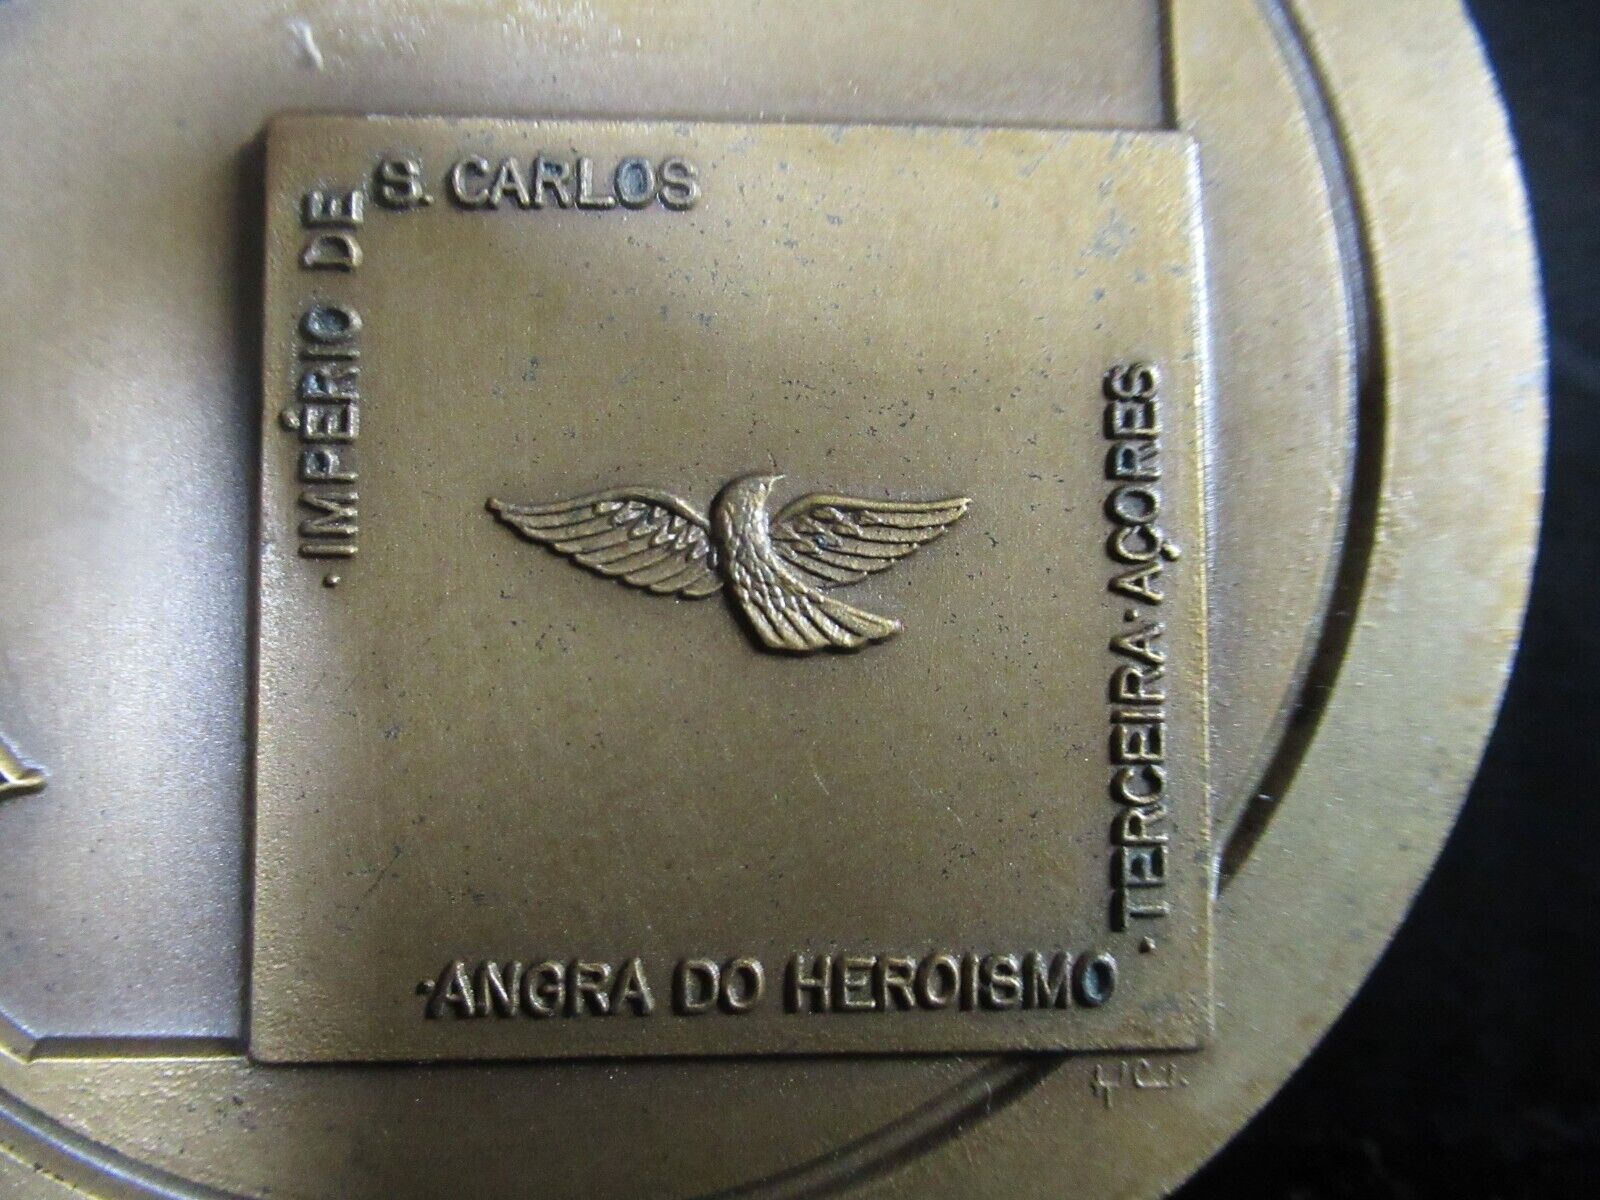 ·IMPÉRIO DE
S. CARLOS
·ANGRA DO HEROISMO
·TERCEIRA·AÇORES